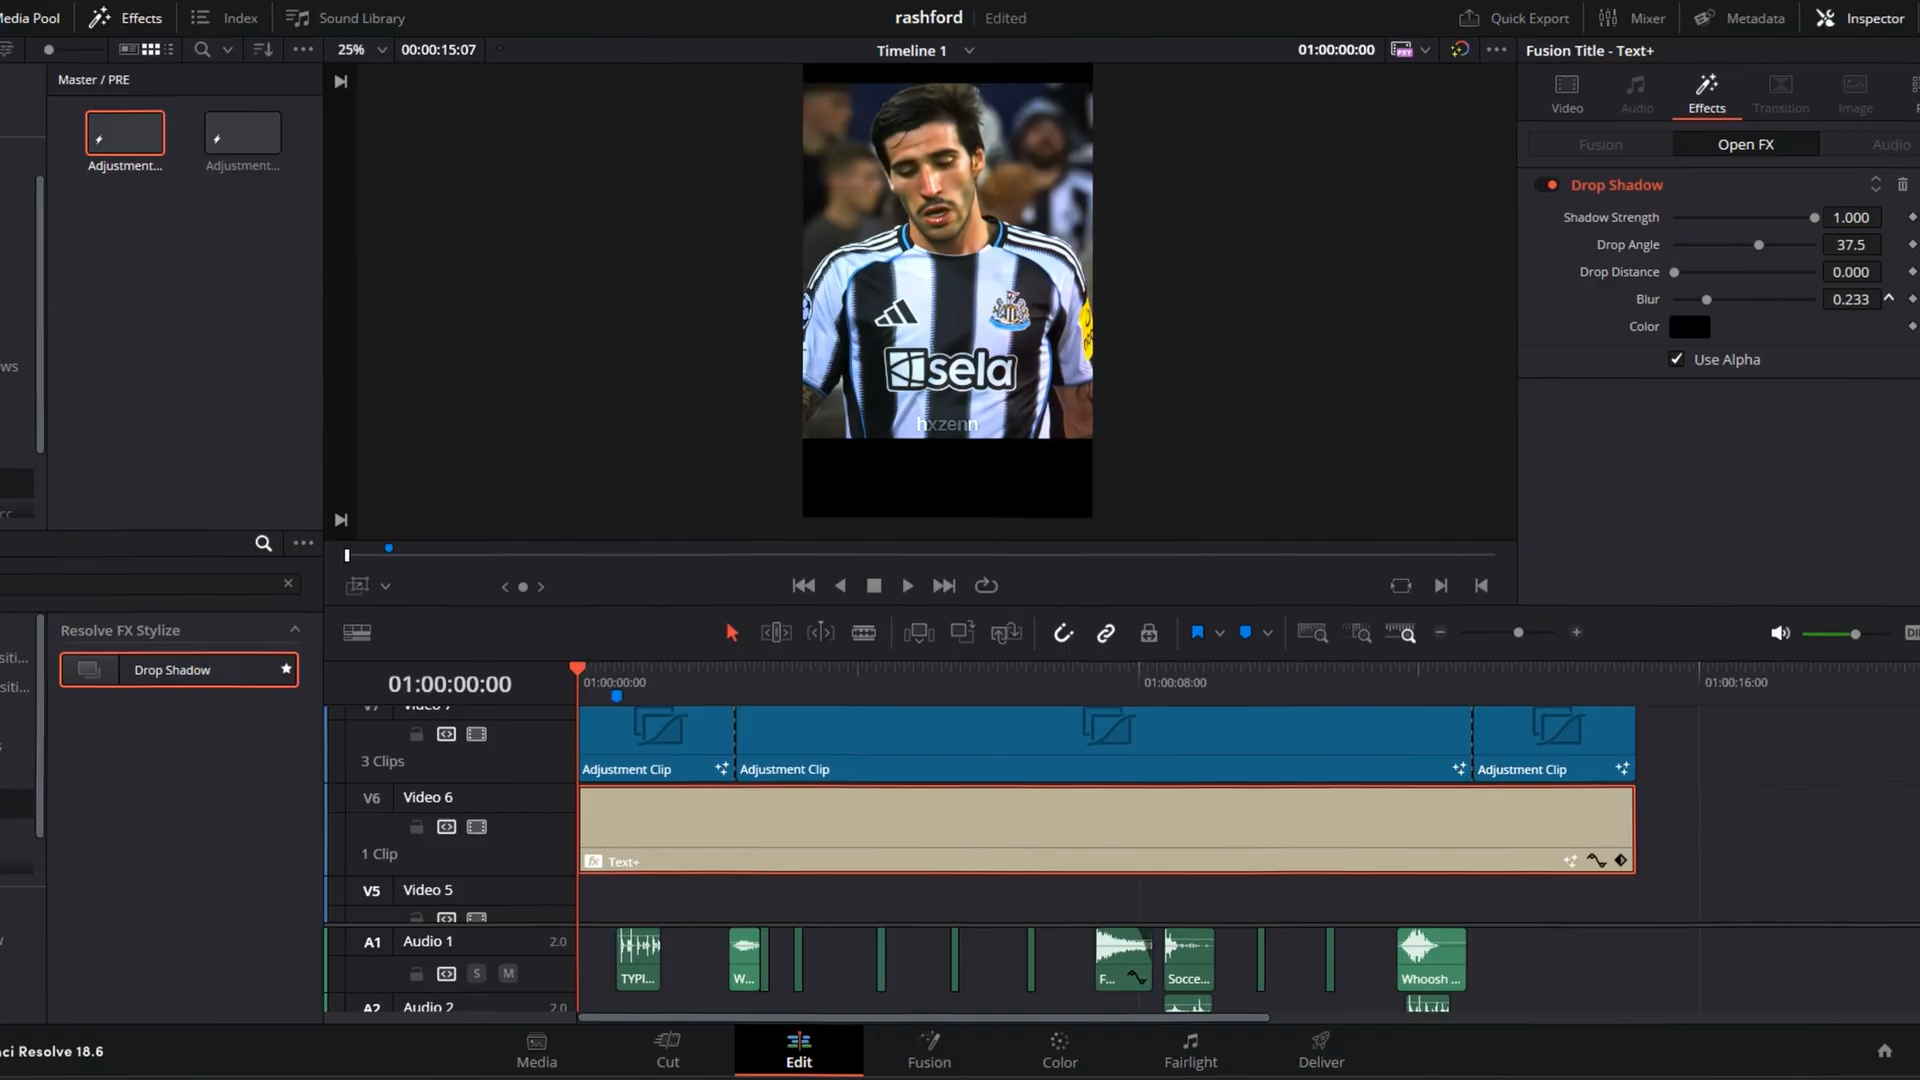 Media Pool
Effects
Index
Sound Library
rashford
Edited
Quick Export
Mixer
Metadata
Inspector
25%
00:00:15:07
Timeline 1
01:00:00:00
Fusion Title - Text+
Master / PRE
Adjustment...
Adjustment...
Video
Audio
Effects
Transition
Image
Fusion
Open FX
Audio
Drop Shadow
Shadow Strength
1.000
Drop Angle
37.5
Drop Distance
0.000
Blur
0.233
Color
Use Alpha
sela
hxzenn
Resolve FX Stylize
Drop Shadow
01:00:00:00
01:00:00:00
01:00:08:00
01:00:16:00
V7 Video 7
3 Clips
Adjustment Clip
Adjustment Clip
Adjustment Clip
V6 Video 6
1 Clip
fx Text+
V5 Video 5
A1 Audio 1 2.0
S M
TYPI...
W...
F...
Socce...
Whoosh ...
A2 Audio 2 2.0
ci Resolve 18.6
Media
Cut
Edit
Fusion
Color
Fairlight
Deliver